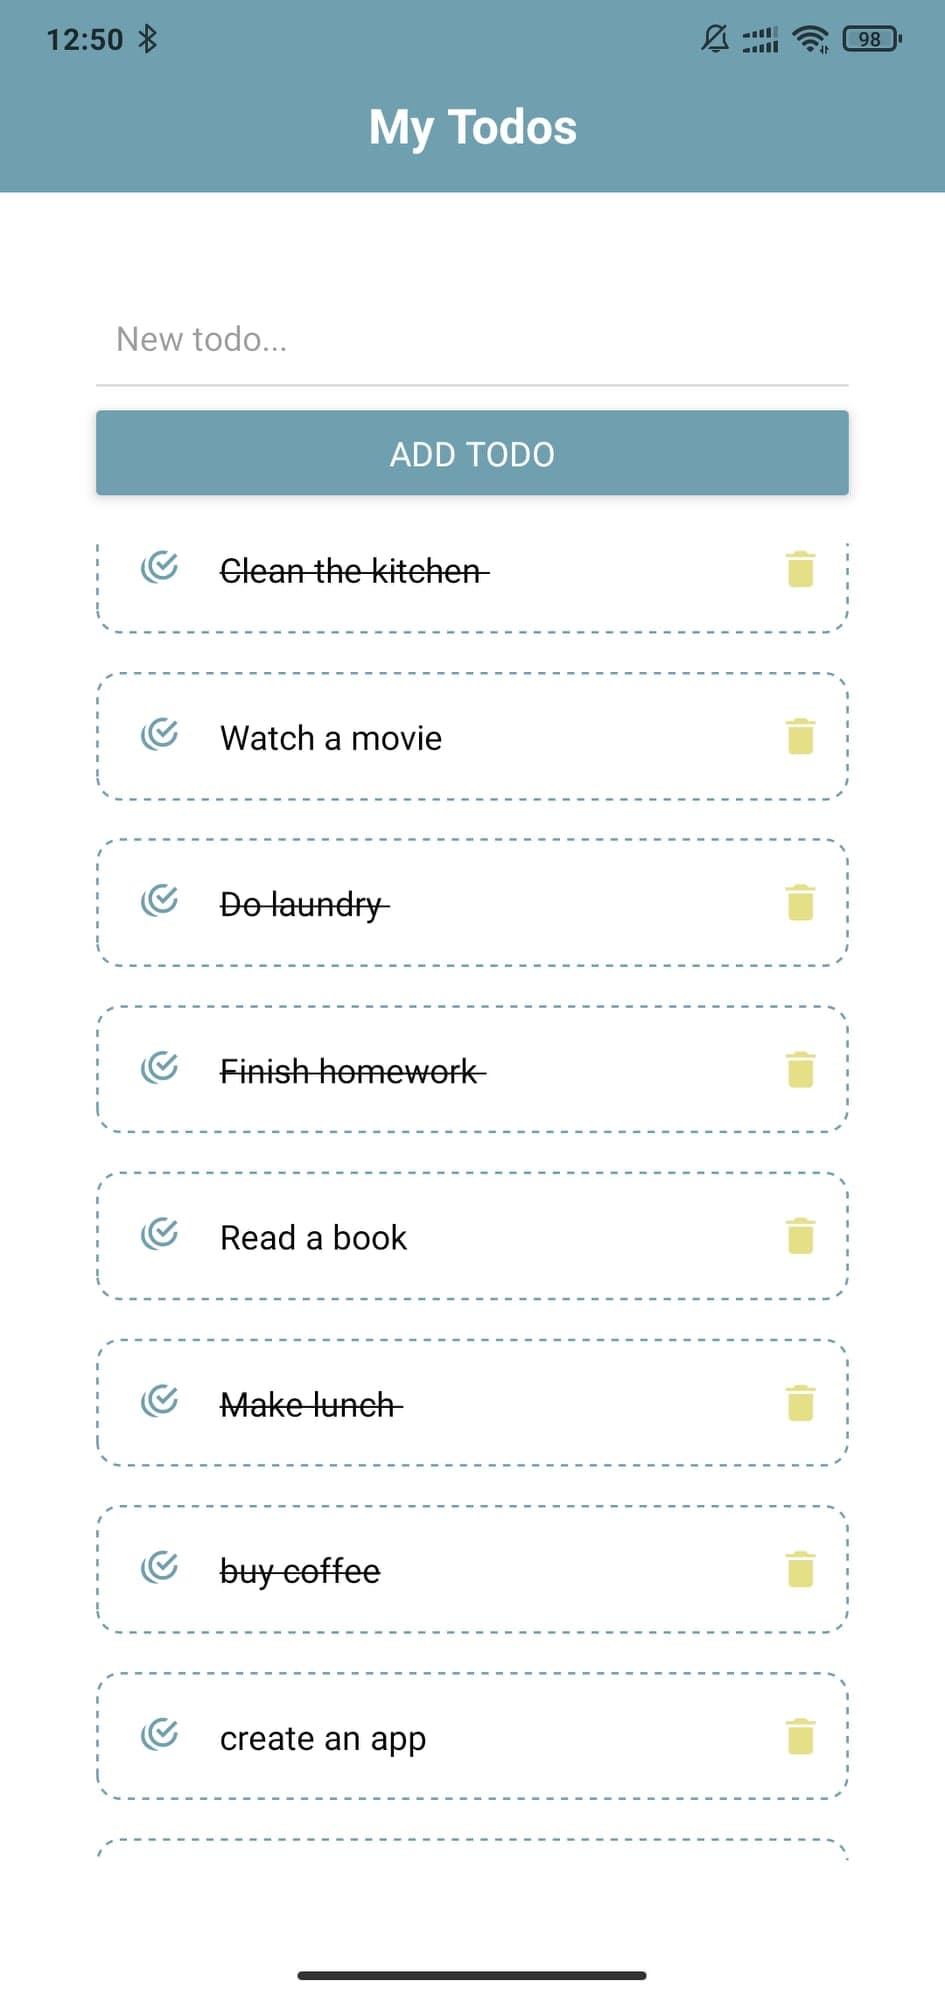 12:50
98
My Todos
New todo...
ADD TODO
Clean the kitchen
Watch a movie
Do laundry
Finish homework
Read a book
Make lunch
buy coffee
create an app